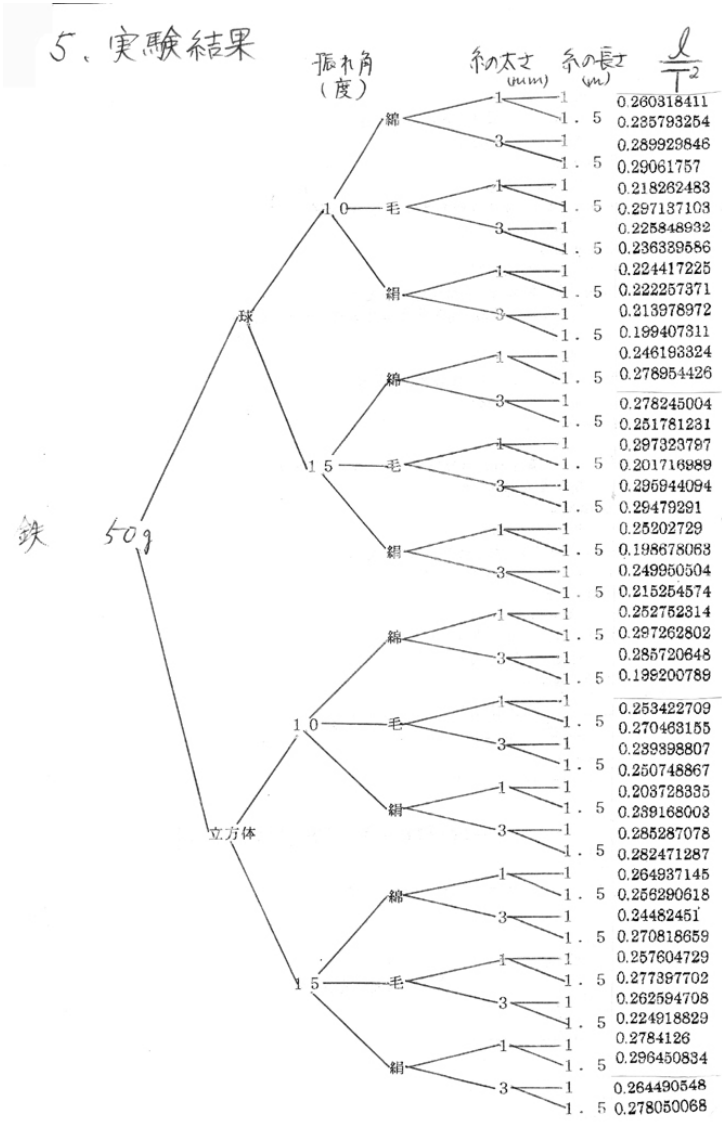 5、実験結果
振れ角
(度)
糸の太さ
(mm)
糸の長さ
(m)
l/T²
1 1 0.260318411
綿
1.5 0.235793254
3 1 0.289929846
1.5 0.29061757
1 1 0.218262483
10 毛 1.5 0.297137103
3 1 0.225848932
1.5 0.236339586
1 1 0.224417225
絹 1.5 0.222257371
球 3 1 0.213978972
1.5 0.199407311
1 1 0.246193324
綿 1.5 0.278954426
3 1 0.278245004
1.5 0.251781231
1 1 0.297323797
15 毛 1.5 0.201716989
3 1 0.295944094
1.5 0.29479291
鉄 50g 1 1 0.25202729
絹 1.5 0.198678063
3 1 0.249950504
1.5 0.215254574
1 1 0.252752314
綿 1.5 0.297262802
3 1 0.285720648
1.5 0.199200789
1 1 0.253422709
10 毛 1.5 0.270463155
3 1 0.239398807
1.5 0.250748867
1 1 0.203728335
絹 1.5 0.239168003
立方体 3 1 0.285287078
1.5 0.282471287
1 1 0.264937145
綿 1.5 0.256290618
3 1 0.24482451
1.5 0.270818659
1 1 0.257604729
15 毛 1.5 0.277397702
3 1 0.262594708
1.5 0.224918829
1 1 0.2784126
絹 1.5 0.296450834
3 1 0.264490548
1.5 0.278050068